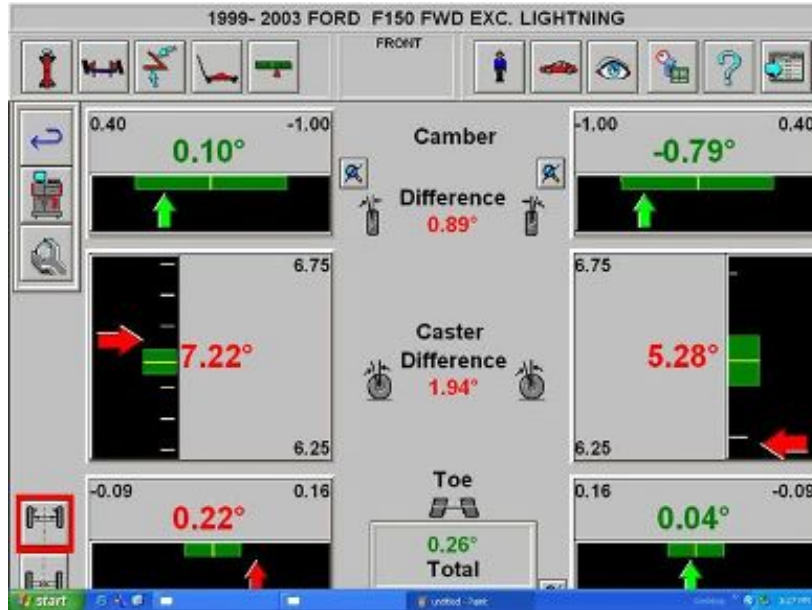 1999- 2003 FORD F150 FWD EXC. LIGHTNING
FRONT
0.40 -1.00
0.10°
Camber
-1.00 0.40
-0.79°
Difference
0.89°
6.75
7.22°
6.25
Caster
Difference
1.94°
6.75
5.28°
6.25
-0.09 0.16
0.22°
Toe
0.26°
Total
0.16 -0.09
0.04°
start
untitled - Paint